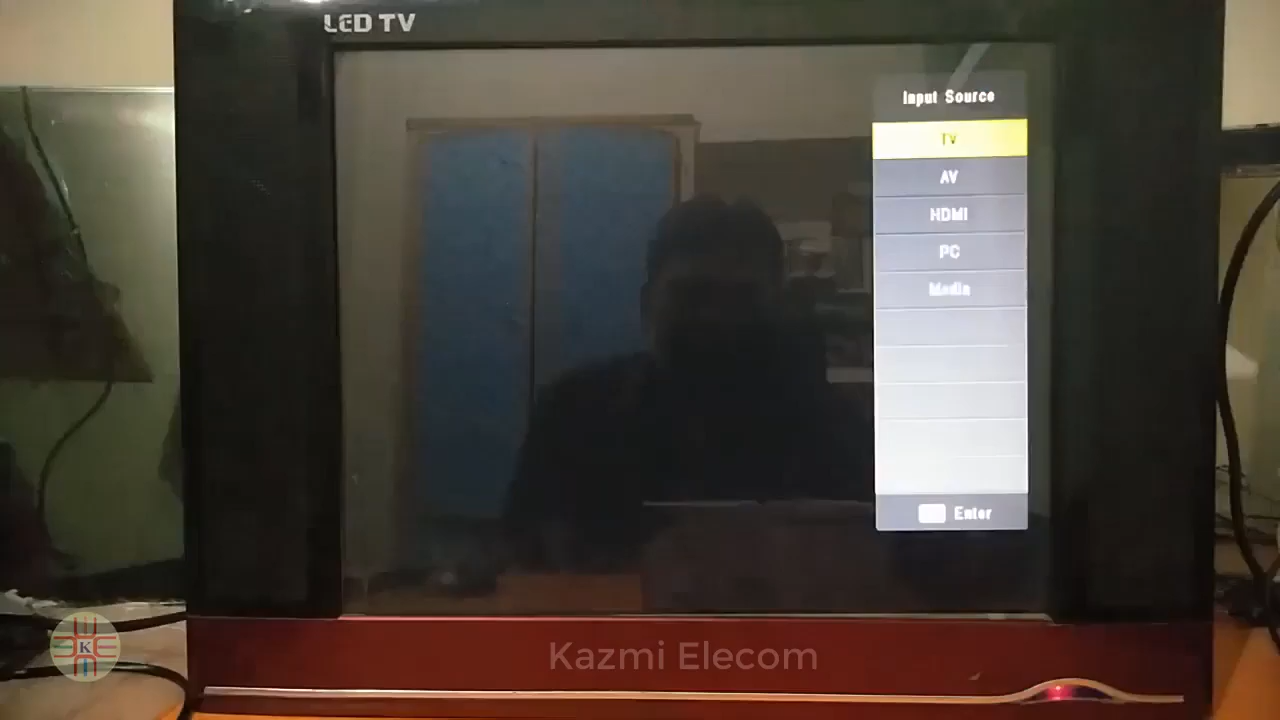 LED TV
Input Source
TV
AV
HDMI
PC
Media
Enter
Kazmi Elecom
K